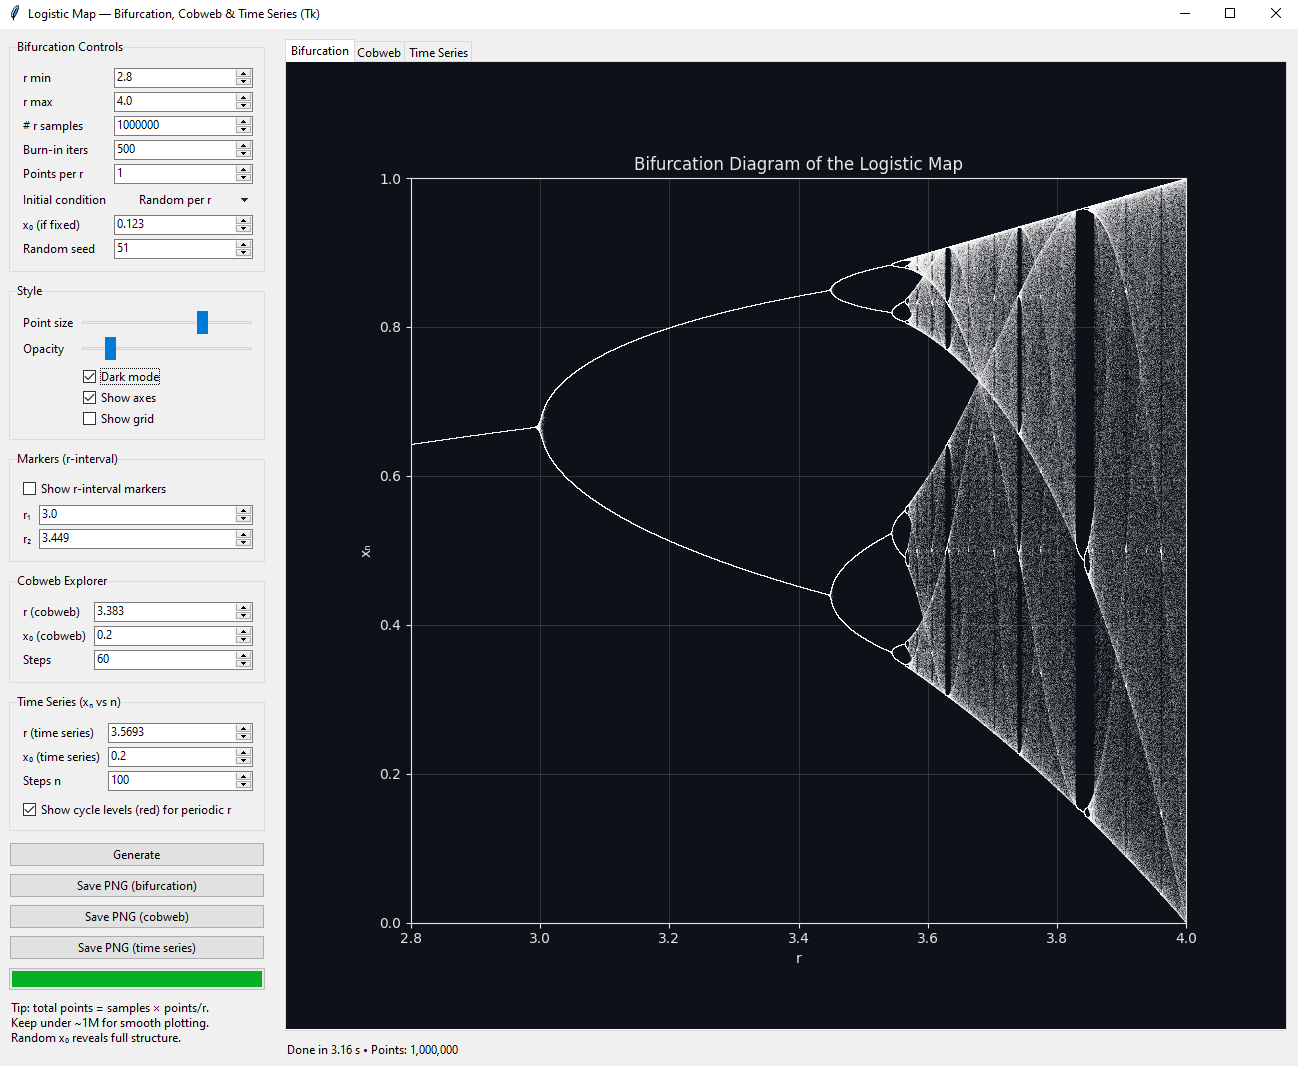 Logistic Map — Bifurcation, Cobweb & Time Series (Tk)
Bifurcation Controls
r min 2.8
r max 4.0
# r samples 1000000
Burn-in iters 500
Points per r 1
Initial condition Random per r
x₀ (if fixed) 0.123
Random seed 51
Style
Point size
Opacity
Dark mode
Show axes
Show grid
Markers (r-interval)
Show r-interval markers
r₁ 3.0
r₂ 3.449
Cobweb Explorer
r (cobweb) 3.383
x₀ (cobweb) 0.2
Steps 60
Time Series (xₙ vs n)
r (time series) 3.5693
x₀ (time series) 0.2
Steps n 100
Show cycle levels (red) for periodic r
Generate
Save PNG (bifurcation)
Save PNG (cobweb)
Save PNG (time series)
Tip: total points = samples × points/r.
Keep under ~1M for smooth plotting.
Random x₀ reveals full structure.
Bifurcation Cobweb Time Series
Bifurcation Diagram of the Logistic Map
1.0
0.8
0.6
xₙ
0.4
0.2
0.0
2.8 3.0 3.2 3.4 3.6 3.8 4.0
r
Done in 3.16 s • Points: 1,000,000